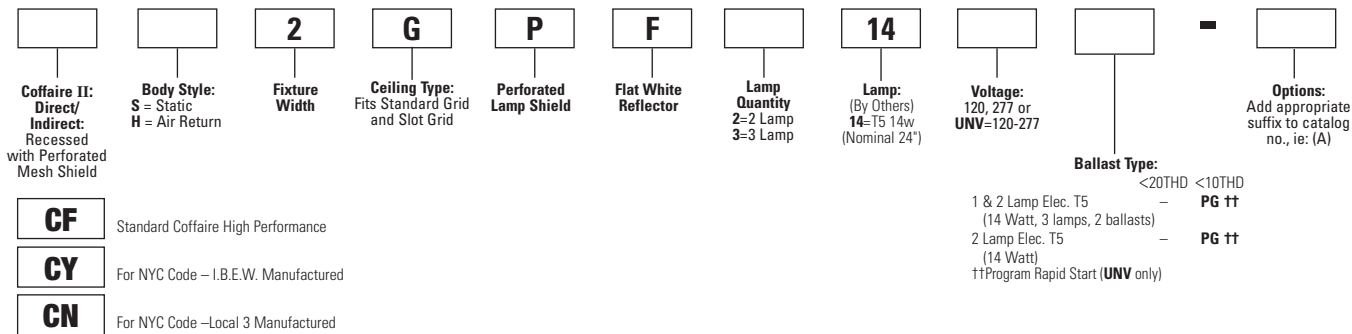 2
G
P
F
14
-
Coffaire II:
Direct/
Indirect:
Recessed
with Perforated
Mesh Shield
Body Style:
S = Static
H = Air Return
Fixture
Width
Ceiling Type:
Fits Standard Grid
and Slot Grid
Perforated
Lamp Shield
Flat White
Reflector
Lamp
Quantity
2=2 Lamp
3=3 Lamp
Lamp:
(By Others)
14=T5 14w
(Nominal 24")
Voltage:
120, 277 or
UNV=120-277
Options:
Add appropriate
suffix to catalog
no., ie: (A)
Ballast Type:
<20THD <10THD
1 & 2 Lamp Elec. T5 – PG ††
(14 Watt, 3 lamps, 2 ballasts)
2 Lamp Elec. T5 – PG ††
(14 Watt)
††Program Rapid Start (UNV only)
CF Standard Coffaire High Performance
CY For NYC Code – I.B.E.W. Manufactured
CN For NYC Code –Local 3 Manufactured